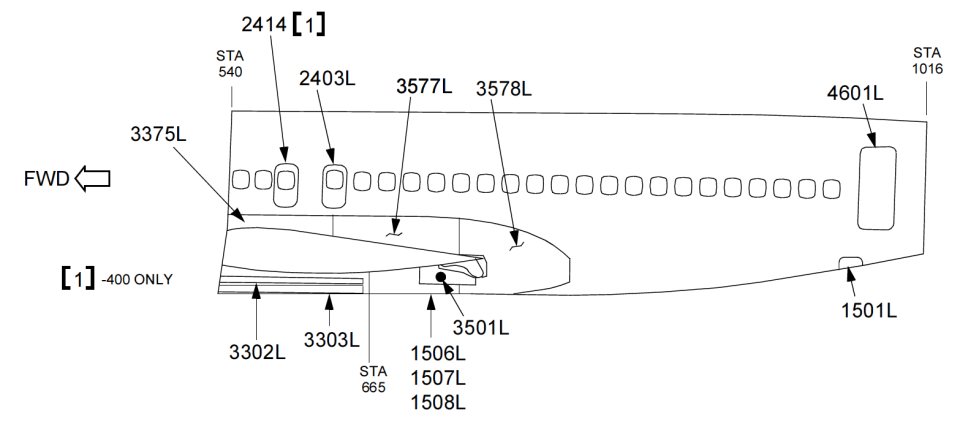 2414 [1]
STA
540
2403L
3577L
3578L
STA
1016
4601L
3375L
FWD
[1] -400 ONLY
3302L
3303L
STA
665
3501L
1506L
1507L
1508L
1501L